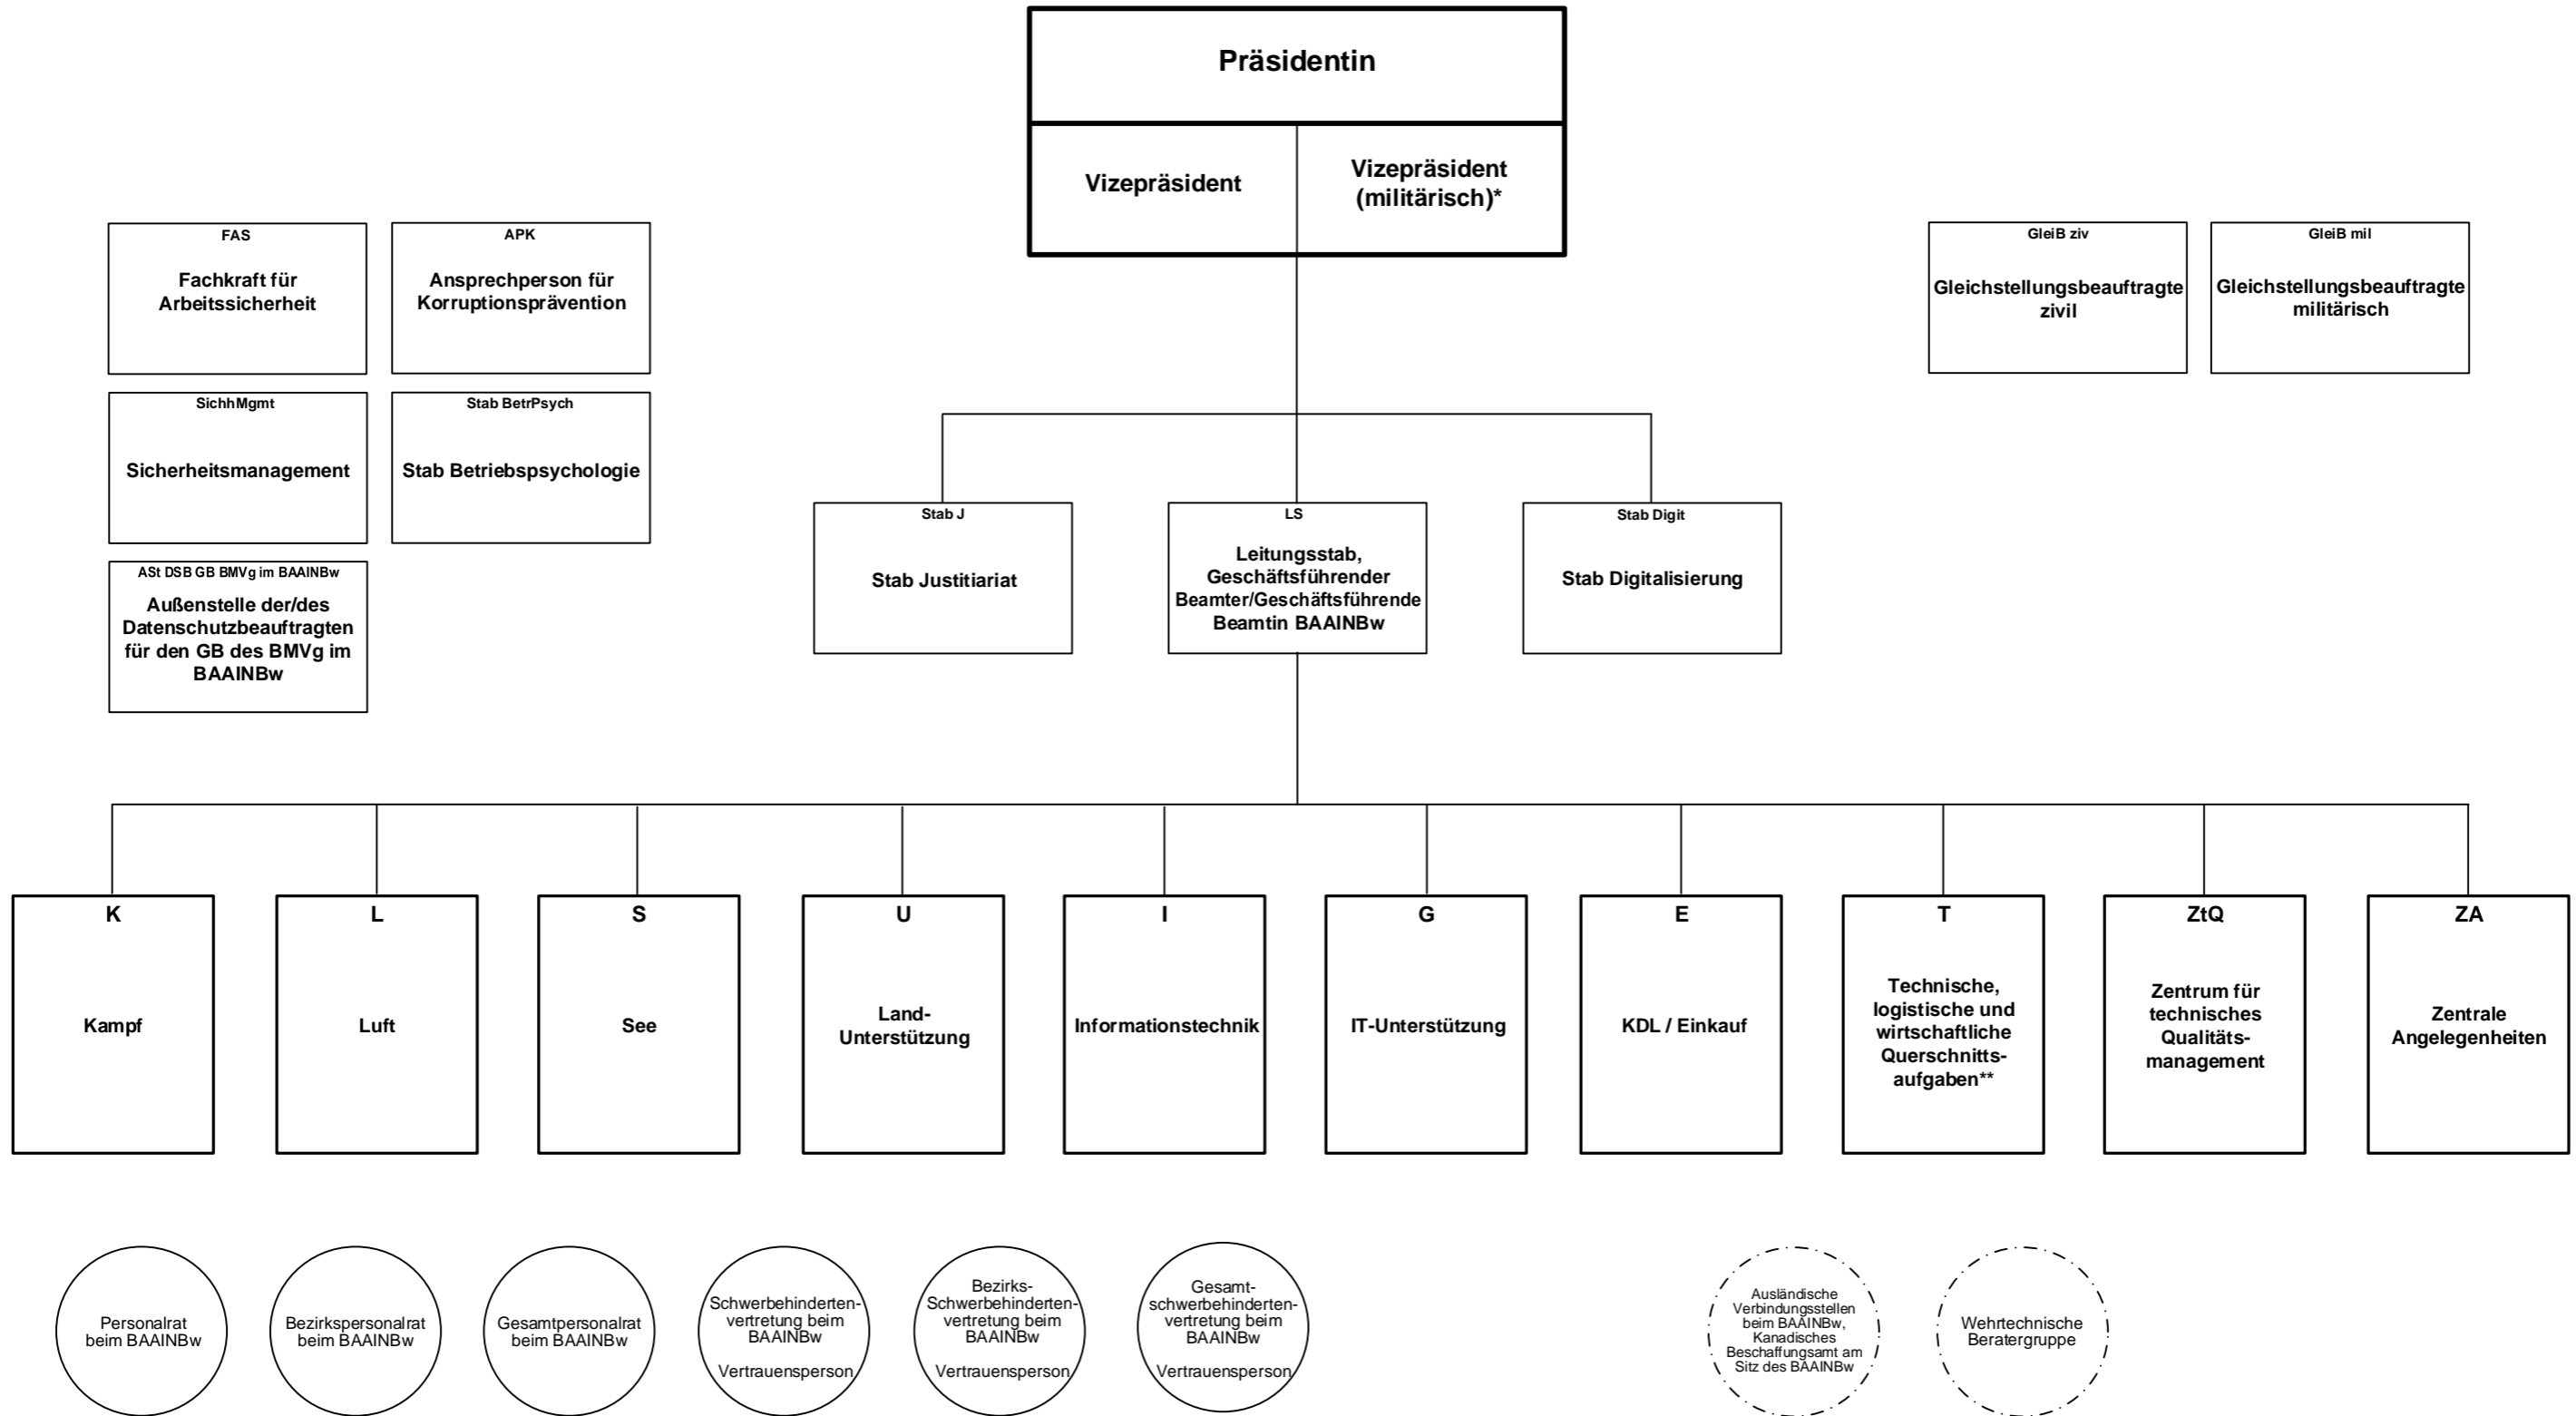 Präsidentin
Vizepräsident
Vizepräsident
(militärisch)*
FAS
Fachkraft für
Arbeitssicherheit
APK
Ansprechperson für
Korruptionsprävention
GleiB ziv
Gleichstellungsbeauftragte
zivil
GleiB mil
Gleichstellungsbeauftragte
militärisch
SichhMgmt
Sicherheitsmanagement
Stab BetrPsych
Stab Betriebspsychologie
ASt DSB GB BMVg im BAAINBw
Außenstelle der/des
Datenschutzbeauftragten
für den GB des BMVg im
BAAINBw
Stab J
Stab Justitiariat
LS
Leitungsstab,
Geschäftsführender
Beamter/Geschäftsführende
Beamtin BAAINBw
Stab Digit
Stab Digitalisierung
K
Kampf
L
Luft
S
See
U
Land-
Unterstützung
I
Informationstechnik
G
IT-Unterstützung
E
KDL / Einkauf
T
Technische,
logistische und
wirtschaftliche
Querschnitts-
aufgaben**
ZtQ
Zentrum für
technisches
Qualitäts-
management
ZA
Zentrale
Angelegenheiten
Personalrat
beim BAAINBw
Bezirkspersonalrat
beim BAAINBw
Gesamtpersonalrat
beim BAAINBw
Schwerbehinderten-
vertretung beim
BAAINBw
Vertrauensperson
Bezirks-
Schwerbehinderten-
vertretung beim
BAAINBw
Vertrauensperson
Gesamt-
schwerbehinderten-
vertretung beim
BAAINBw
Vertrauensperson
Ausländische
Verbindungsstellen
beim BAAINBw,
Kanadisches
Beschaffungsamt am
Sitz des BAAINBw
Wehrtechnische
Beratergruppe